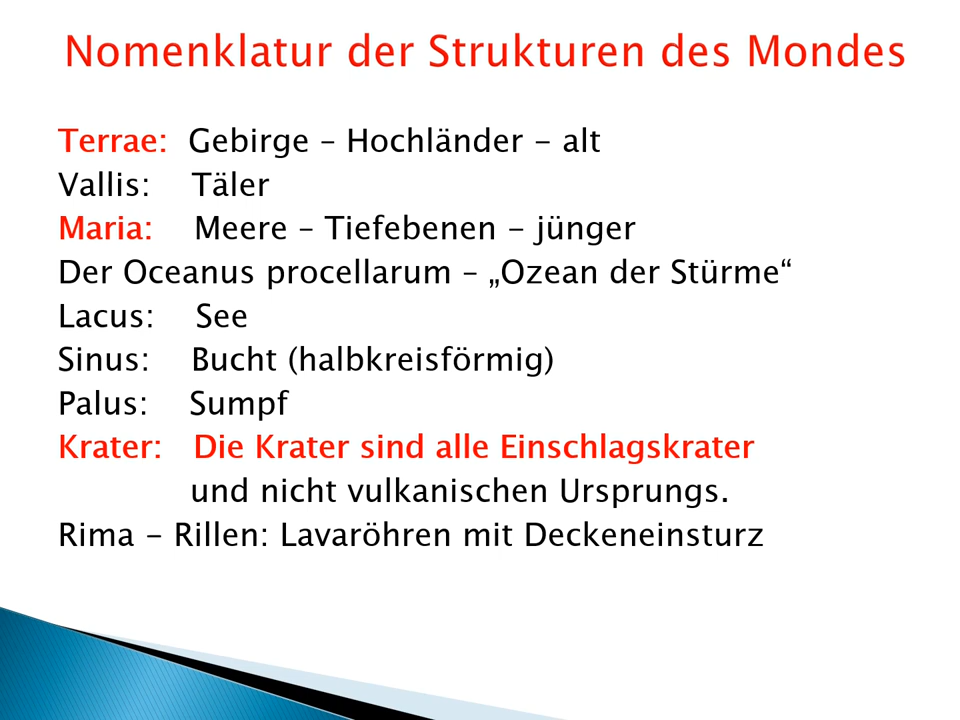 Nomenklatur der Strukturen des Mondes
Terrae: Gebirge – Hochländer - alt
Vallis: Täler
Maria: Meere – Tiefebenen - jünger
Der Oceanus procellarum – „Ozean der Stürme“
Lacus: See
Sinus: Bucht (halbkreisförmig)
Palus: Sumpf
Krater: Die Krater sind alle Einschlagskrater
und nicht vulkanischen Ursprungs.
Rima - Rillen: Lavaröhren mit Deckeneinsturz